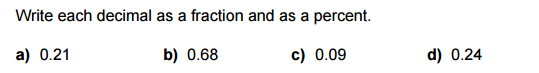 Write each decimal as a fraction and as a percent.
a) 0.21 b) 0.68 c) 0.09 d) 0.24